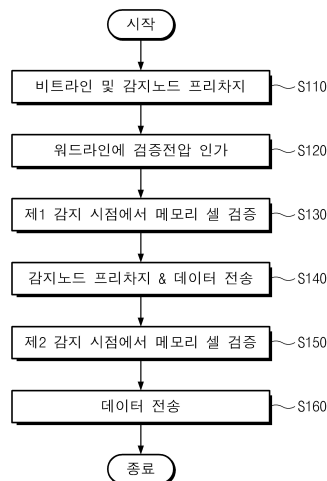 시작
비트라인 및 감지노드 프리차지 S110
워드라인에 검증전압 인가 S120
제1 감지 시점에서 메모리 셀 검증 S130
감지노드 프리차지 & 데이터 전송 S140
제2 감지 시점에서 메모리 셀 검증 S150
데이터 전송 S160
종료